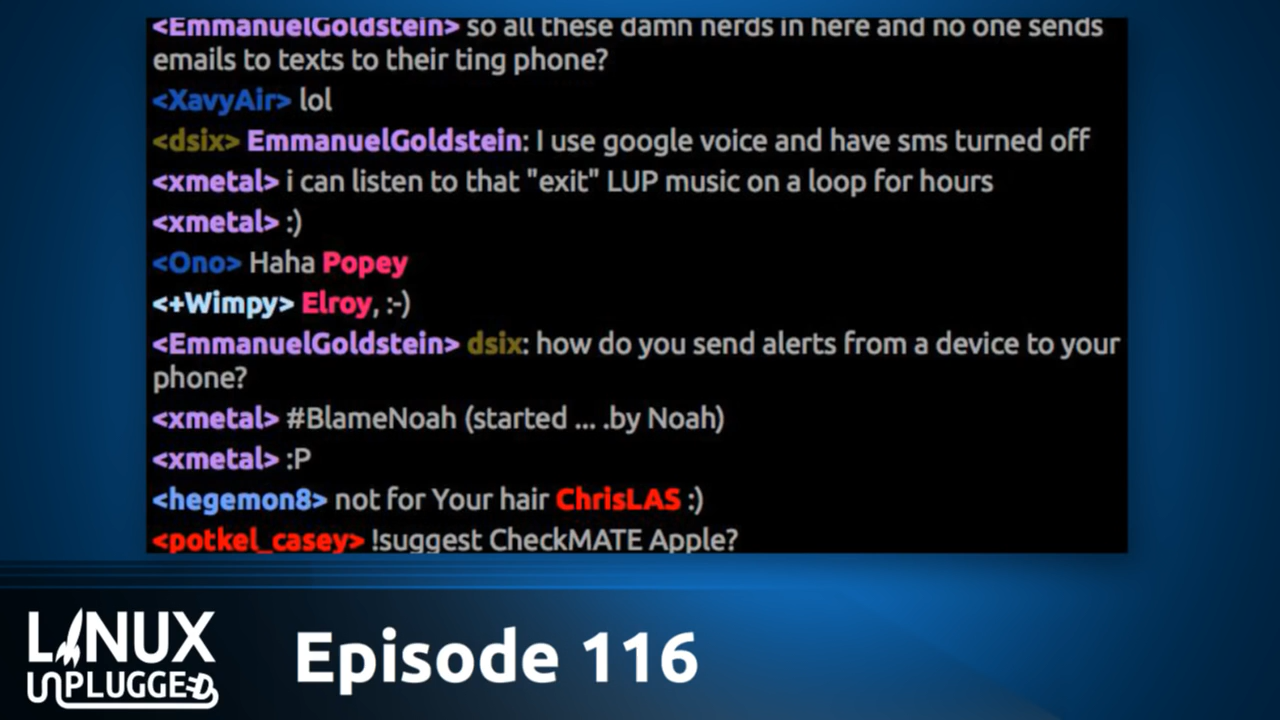 <EmmanuelGoldstein> so all these damn nerds in here and no one sends
emails to texts to their ting phone?
<XavyAir> lol
<dsix> EmmanuelGoldstein: I use google voice and have sms turned off
<xmetal> i can listen to that "exit" LUP music on a loop for hours
<xmetal> :)
<Ono> Haha Popey
<+Wimpy> Elroy, :-)
<EmmanuelGoldstein> dsix: how do you send alerts from a device to your
phone?
<xmetal> #BlameNoah (started ... .by Noah)
<xmetal> :P
<hegemon8> not for Your hair ChrisLAS :)
<potkel_casey> !suggest CheckMATE Apple?
LINUX
UNPLUGGED
Episode 116